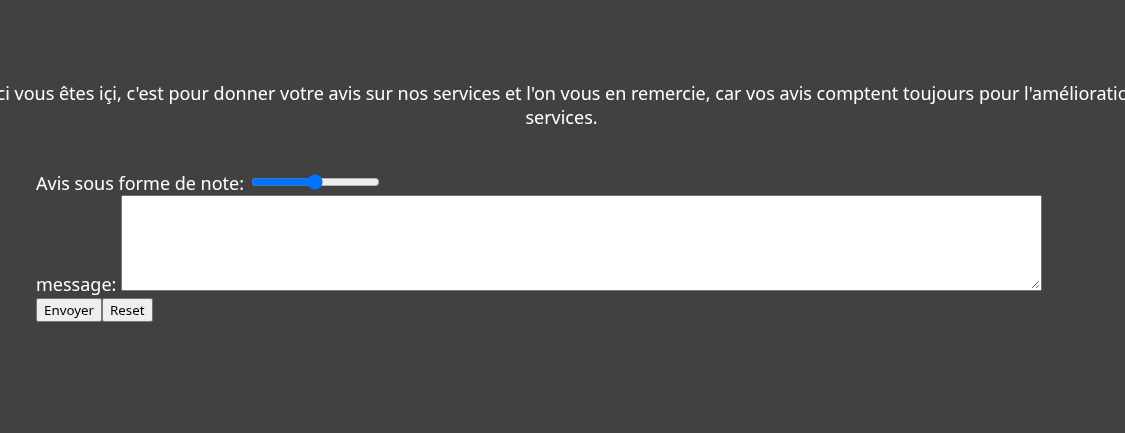 ci vous êtes içi, c'est pour donner votre avis sur nos services et l'on vous en remercie, car vos avis comptent toujours pour l'amélioratic
services.
Avis sous forme de note:
message:
Envoyer Reset